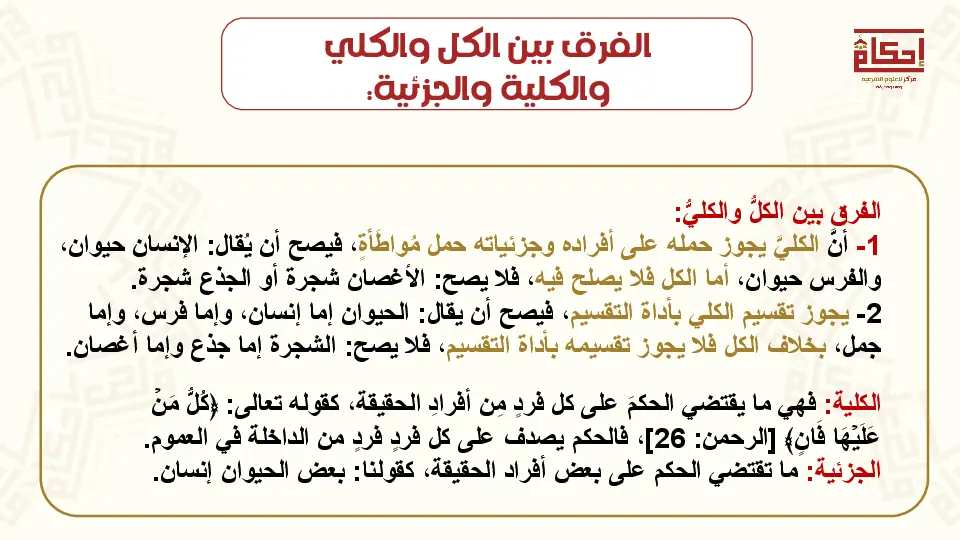 الفرق بين الكل والكلي
والكلية والجزئية:
إحكام
مركز للعلوم الشرعية
الفرق بين الكلُّ والكليُّ:
1- أنَّ الكليَّ يجوز حمله على أفراده وجزئياته حمل مُواطَأَةٍ، فيصح أن يُقال: الإنسان حيوان،
والفرس حيوان، أما الكل فلا يصلح فيه، فلا يصح: الأغصان شجرة أو الجذع شجرة.
2- يجوز تقسيم الكلي بأداة التقسيم، فيصح أن يقال: الحيوان إما إنسان، وإما فرس، وإما
جمل، بخلاف الكل فلا يجوز تقسيمه بأداة التقسيم، فلا يصح: الشجرة إما جذع وإما أغصان.
الكلية: فهي ما يقتضي الحكمَ على كل فردٍ مِن أفرادِ الحقيقة، كقوله تعالى: ﴿كُلُّ مَنۡ
عَلَيۡهَا فَانٖ﴾ [الرحمن: 26]، فالحكم يصدف على كل فردٍ فردٍ من الداخلة في العموم.
الجزئية: ما تقتضي الحكم على بعض أفراد الحقيقة، كقولنا: بعض الحيوان إنسان.